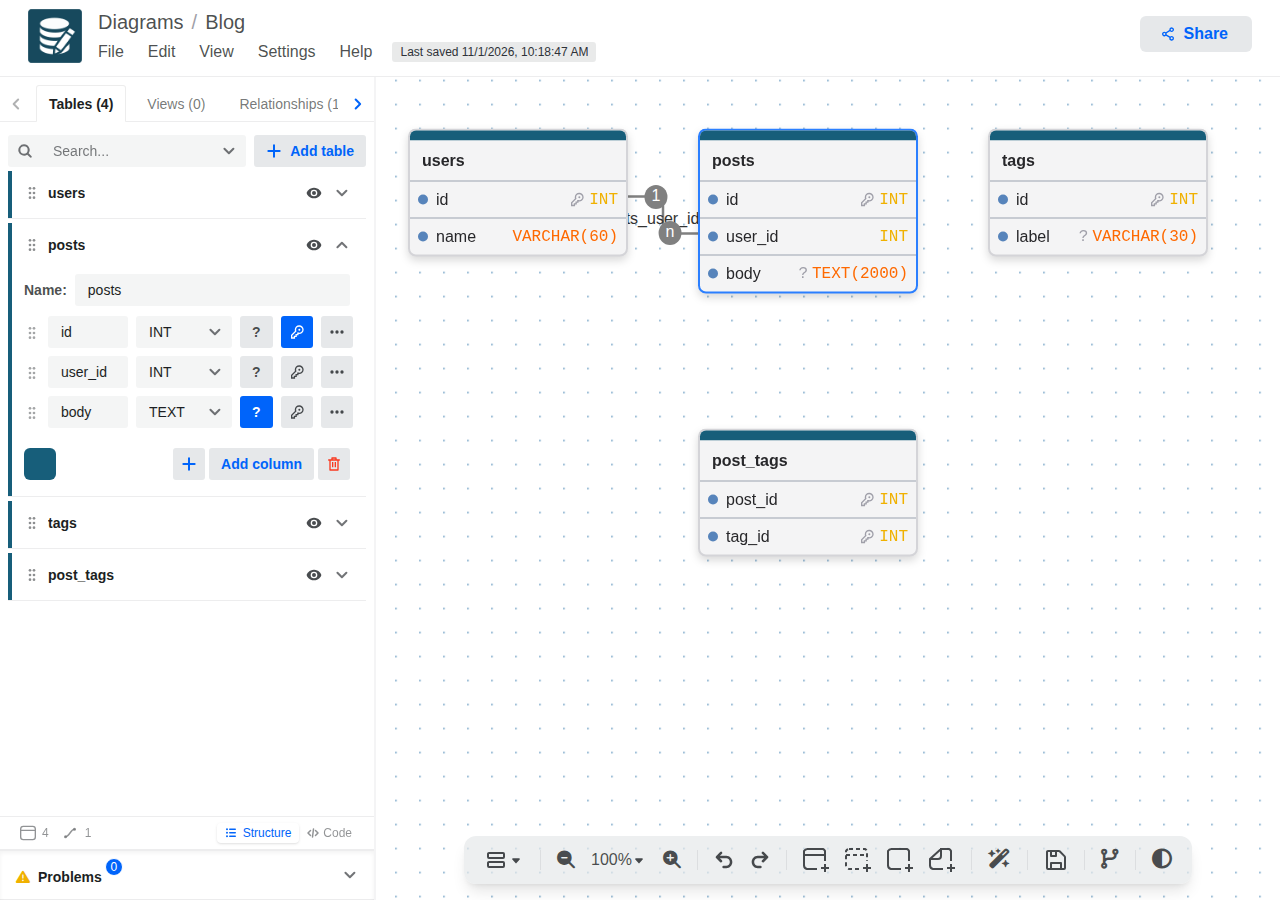 Diagrams / Blog
File Edit View Settings Help Last saved 11/1/2026, 10:18:47 AM
Share
Tables (4) Views (0) Relationships (1
Search... Add table
users
posts
Name: posts
id INT ?
user_id INT ?
body TEXT ?
Add column
tags
post_tags
4 1 Structure Code
Problems 0
users
id INT
name VARCHAR(60)
1
ts_user_id
n
posts
id INT
user_id INT
body ? TEXT(2000)
tags
id INT
label ? VARCHAR(30)
post_tags
post_id INT
tag_id INT
100%